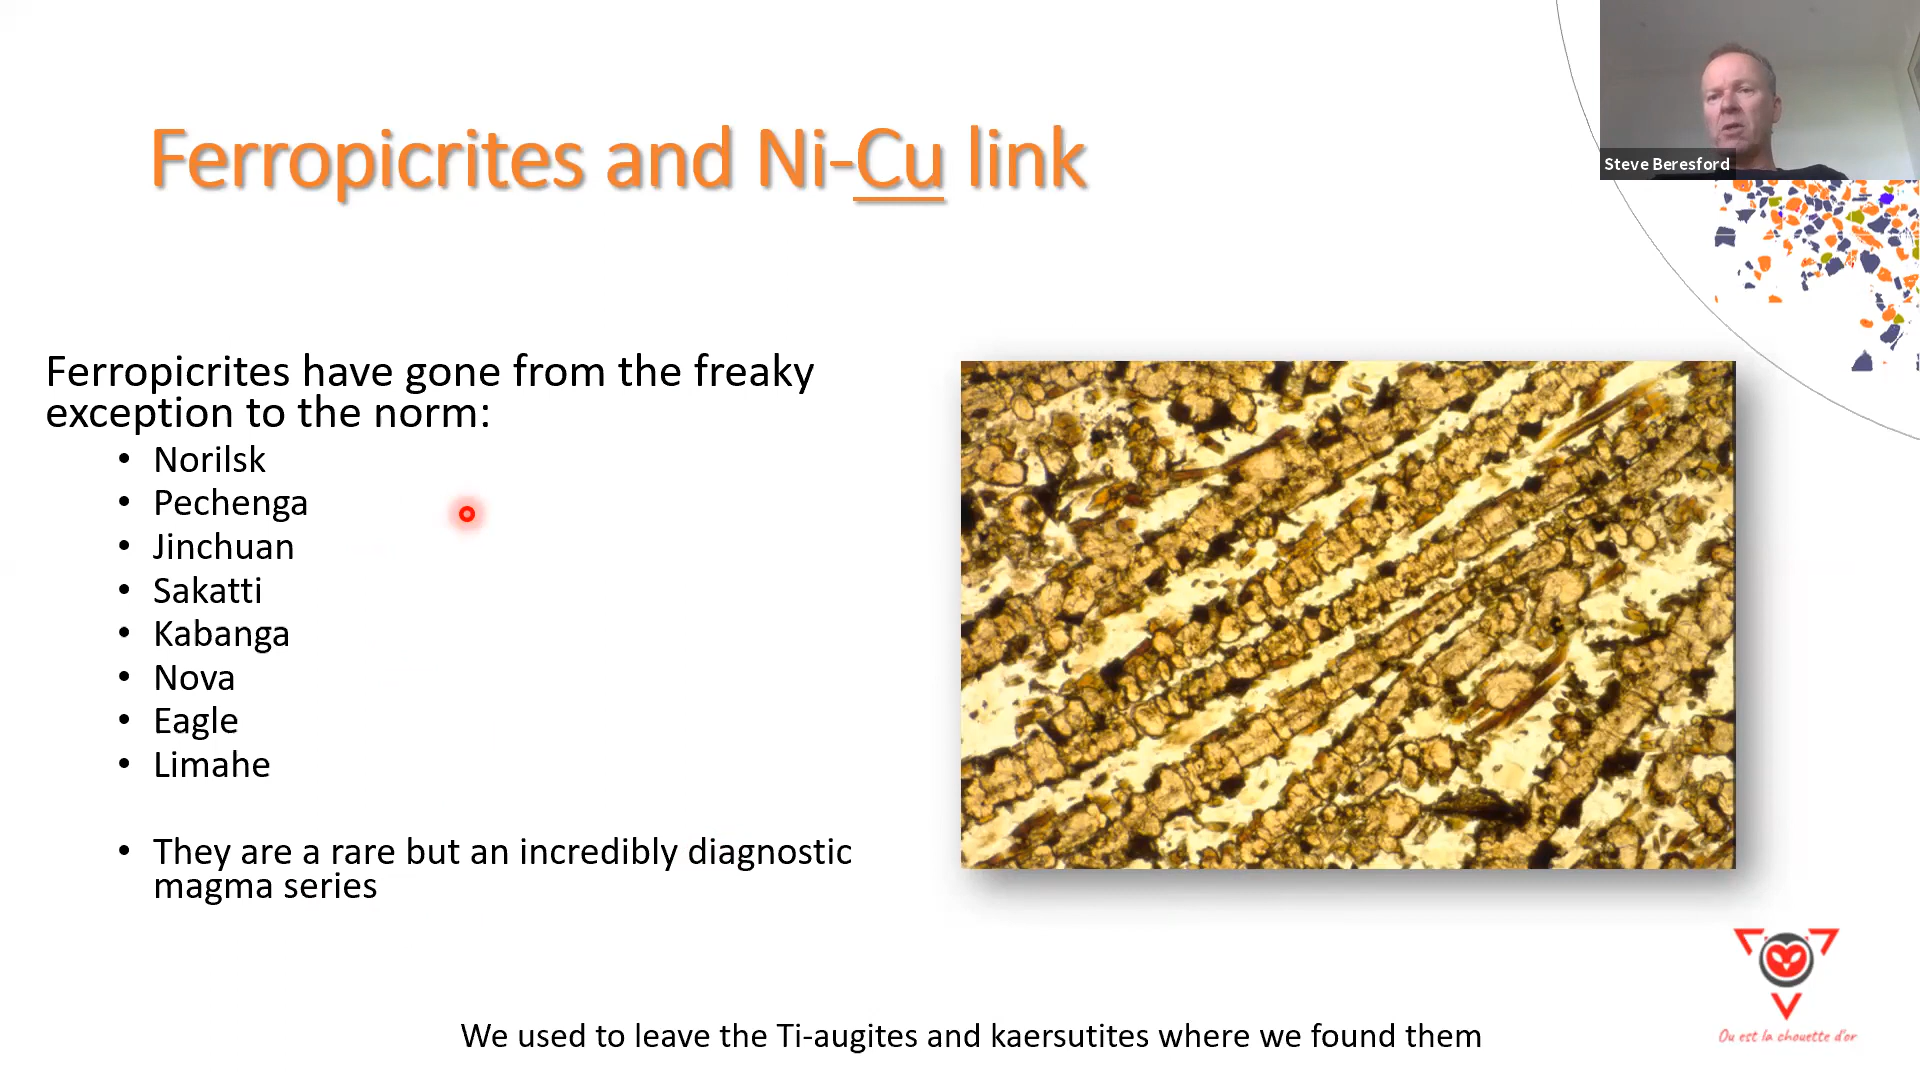 Steve Beresford
Ferropicrites and Ni-Cu link
Ferropicrites have gone from the freaky
exception to the norm:
• Norilsk
• Pechenga
• Jinchuan
• Sakatti
• Kabanga
• Nova
• Eagle
• Limahe
• They are a rare but an incredibly diagnostic
magma series
We used to leave the Ti-augites and kaersutites where we found them
Ou est la chouette d'or